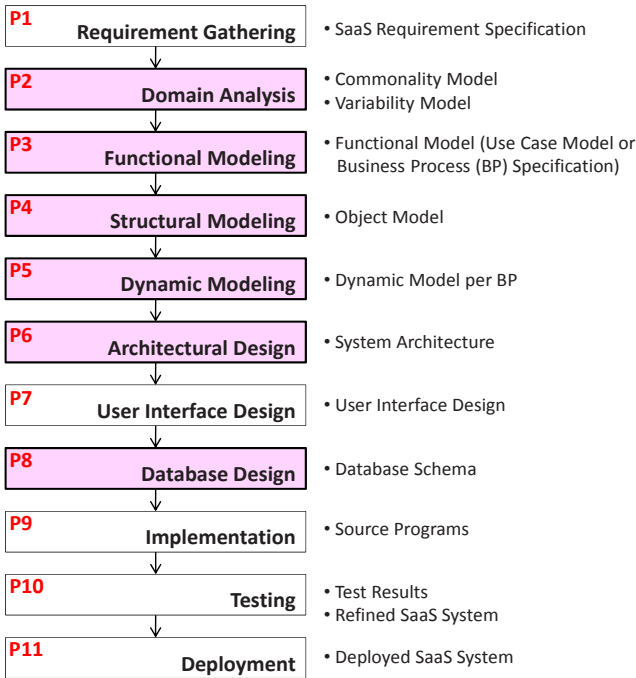 P1
Requirement Gathering
• SaaS Requirement Specification
P2
Domain Analysis
• Commonality Model
• Variability Model
P3
Functional Modeling
• Functional Model (Use Case Model or
Business Process (BP) Specification)
P4
Structural Modeling
• Object Model
P5
Dynamic Modeling
• Dynamic Model per BP
P6
Architectural Design
• System Architecture
P7
User Interface Design
• User Interface Design
P8
Database Design
• Database Schema
P9
Implementation
• Source Programs
P10
Testing
• Test Results
• Refined SaaS System
P11
Deployment
• Deployed SaaS System